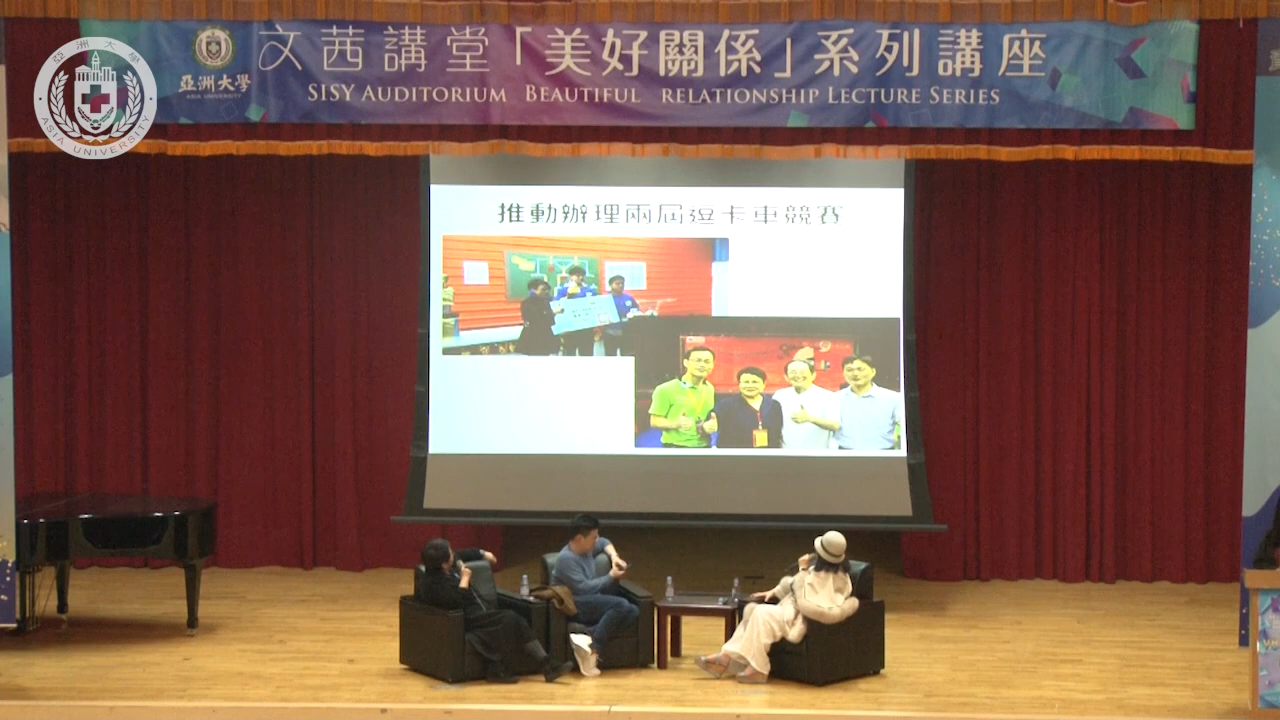 亞洲大學
ASIA UNIVERSITY
亞洲大學
ASIA UNIVERSITY
文茜講堂「美好關係」系列講座
SISY AUDITORIUM BEAUTIFUL RELATIONSHIP LECTURE SERIES
推動辦理兩屆逗卡車競賽